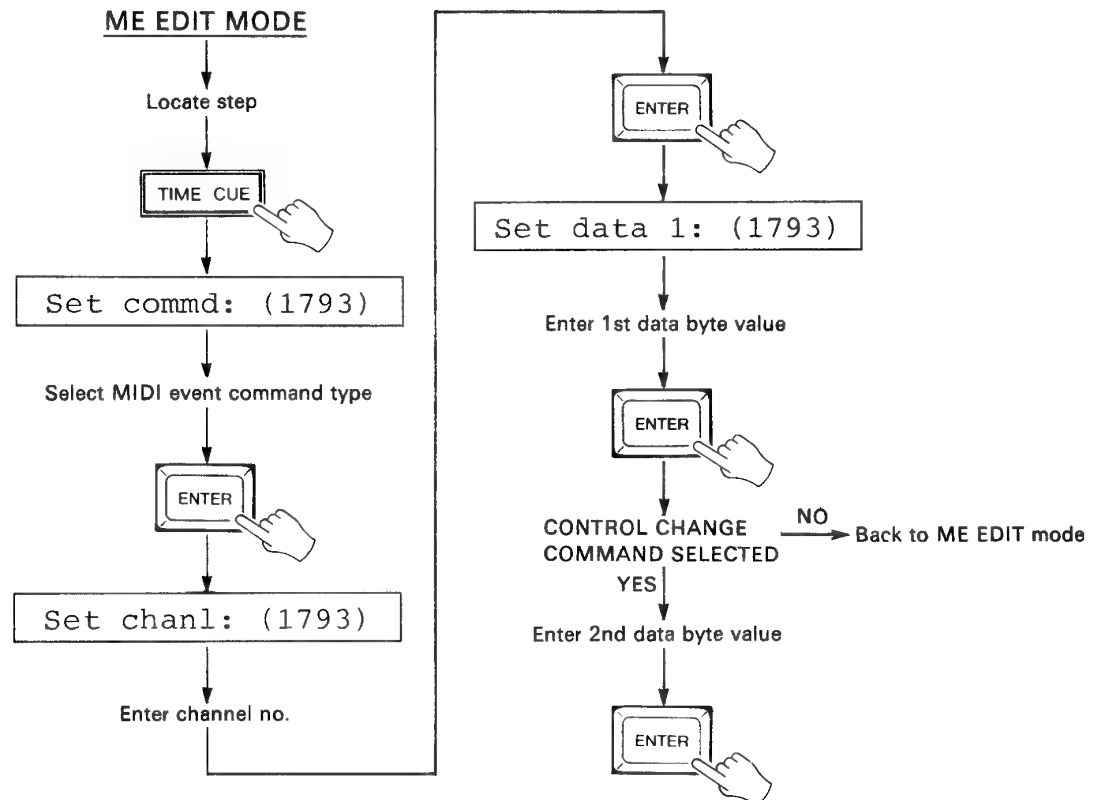 ME EDIT MODE
Locate step
TIME CUE
Set commd: (1793)
Select MIDI event command type
ENTER
Set chanl: (1793)
Enter channel no.
ENTER
Set data 1: (1793)
Enter 1st data byte value
ENTER
CONTROL CHANGE
COMMAND SELECTED
NO
Back to ME EDIT mode
YES
Enter 2nd data byte value
ENTER